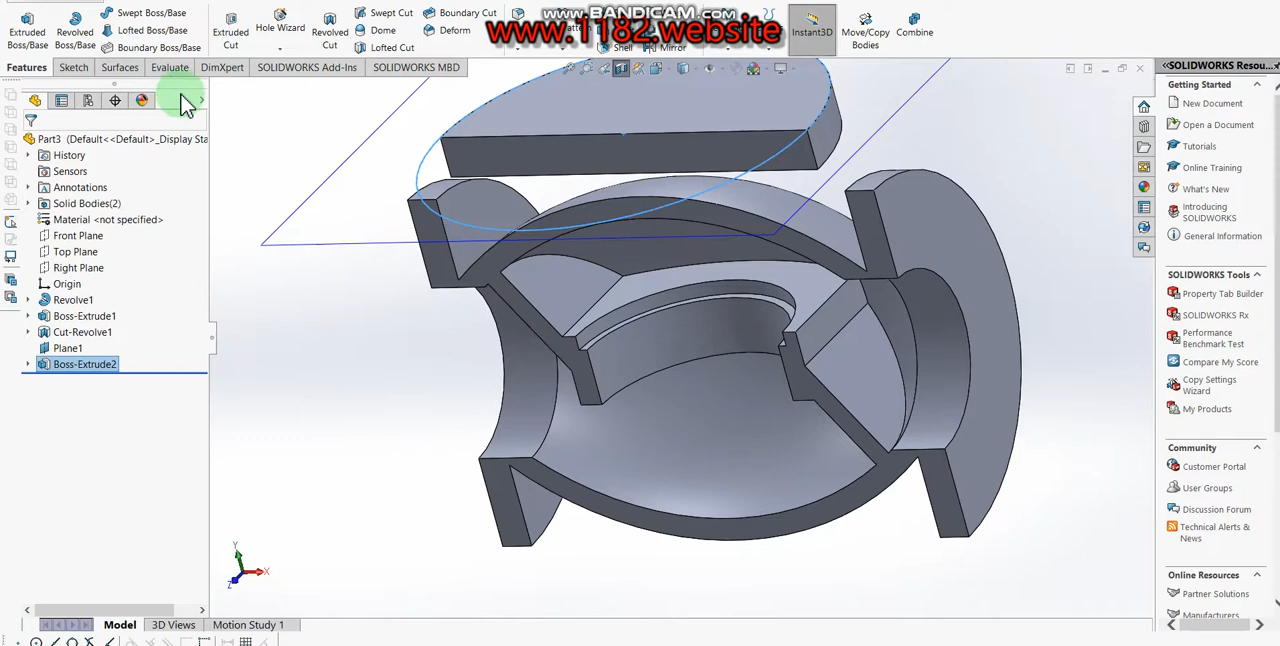 www.BANDICAM.com
www.1182.website
Extruded Boss/Base
Revolved Boss/Base
Swept Boss/Base
Lofted Boss/Base
Boundary Boss/Base
Extruded Cut
Hole Wizard
Revolved Cut
Swept Cut
Dome
Lofted Cut
Boundary Cut
Deform
Shell
Mirror
Instant3D
Move/Copy Bodies
Combine
Features
Sketch
Surfaces
Evaluate
DimXpert
SOLIDWORKS Add-Ins
SOLIDWORKS MBD
Part3 (Default<<Default>_Display Sta
History
Sensors
Annotations
Solid Bodies(2)
Material <not specified>
Front Plane
Top Plane
Right Plane
Origin
Revolve1
Boss-Extrude1
Cut-Revolve1
Plane1
Boss-Extrude2
Y
X
Z
Model
3D Views
Motion Study 1
SOLIDWORKS Resou...
Getting Started
New Document
Open a Document
Tutorials
Online Training
What's New
Introducing
SOLIDWORKS
General Information
SOLIDWORKS Tools
Property Tab Builder
SOLIDWORKS Rx
Performance
Benchmark Test
Compare My Score
Copy Settings
Wizard
My Products
Community
Customer Portal
User Groups
Discussion Forum
Technical Alerts &
News
Online Resources
Partner Solutions
Manufacturers